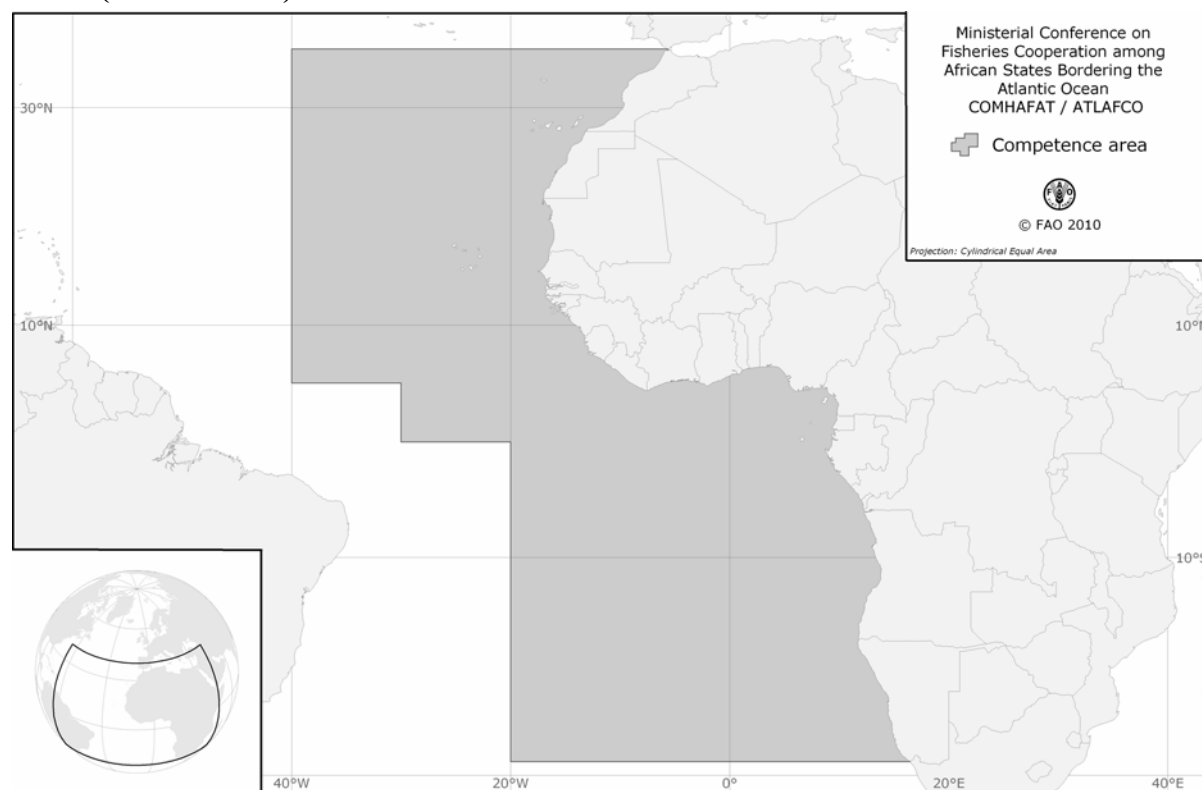 Ministerial Conference on
Fisheries Cooperation among
African States Bordering the
Atlantic Ocean
COMHAFAT / ATLAFCO
Competence area
F A O
© FAO 2010
Projection: Cylindrical Equal Area
30°N
10°N
10°N
10°S
40°W
20°W
0°
20°E
40°E